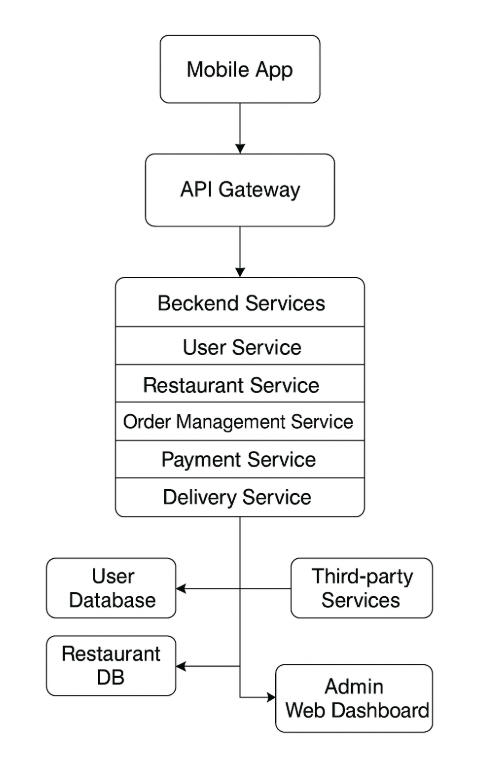 Mobile App
API Gateway
Beckend Services
User Service
Restaurant Service
Order Management Service
Payment Service
Delivery Service
User
Database
Third-party
Services
Restaurant
DB
Admin
Web Dashboard